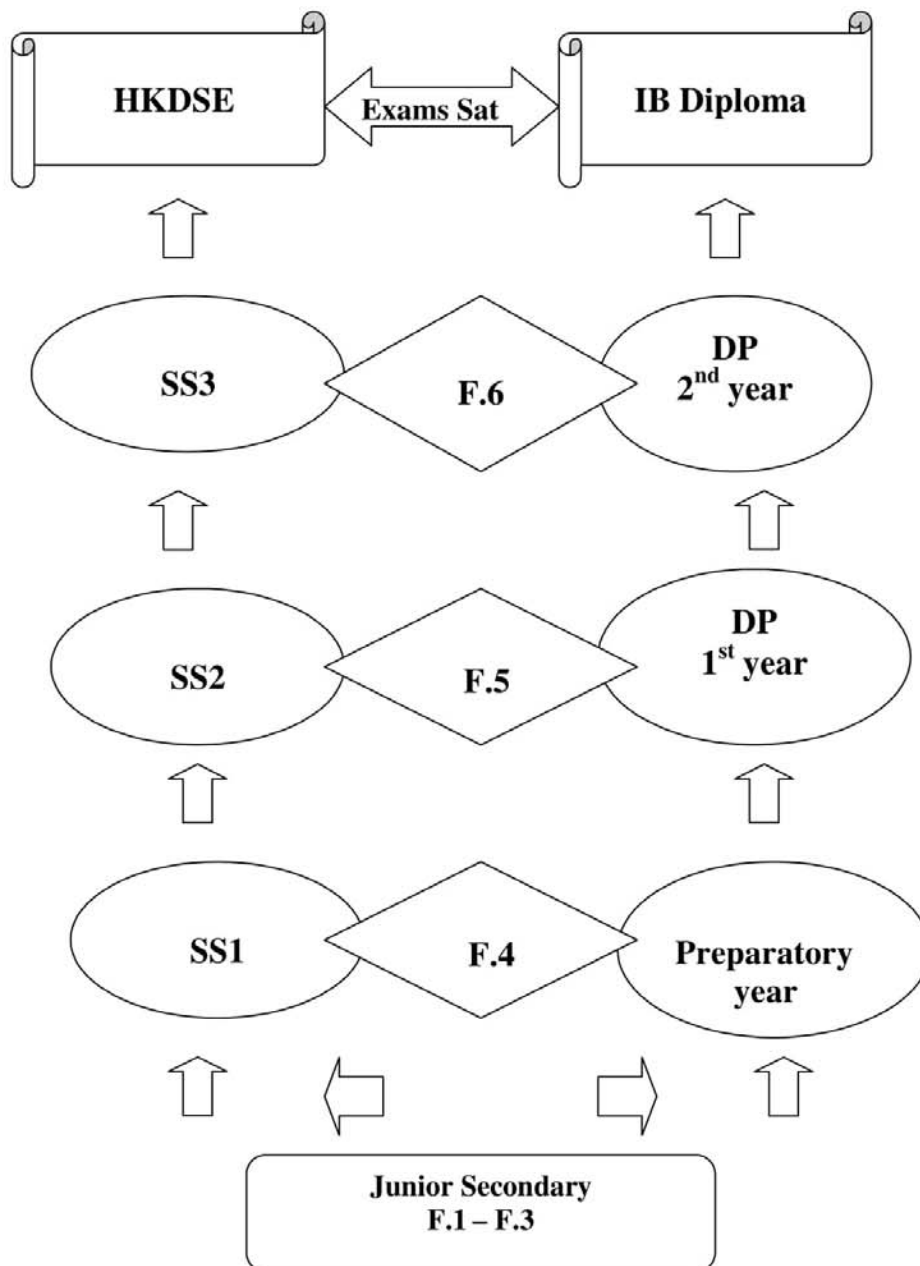 HKDSE
Exams Sat
IB Diploma
SS3
F.6
DP
2nd year
SS2
F.5
DP
1st year
SS1
F.4
Preparatory
year
Junior Secondary
F.1 – F.3